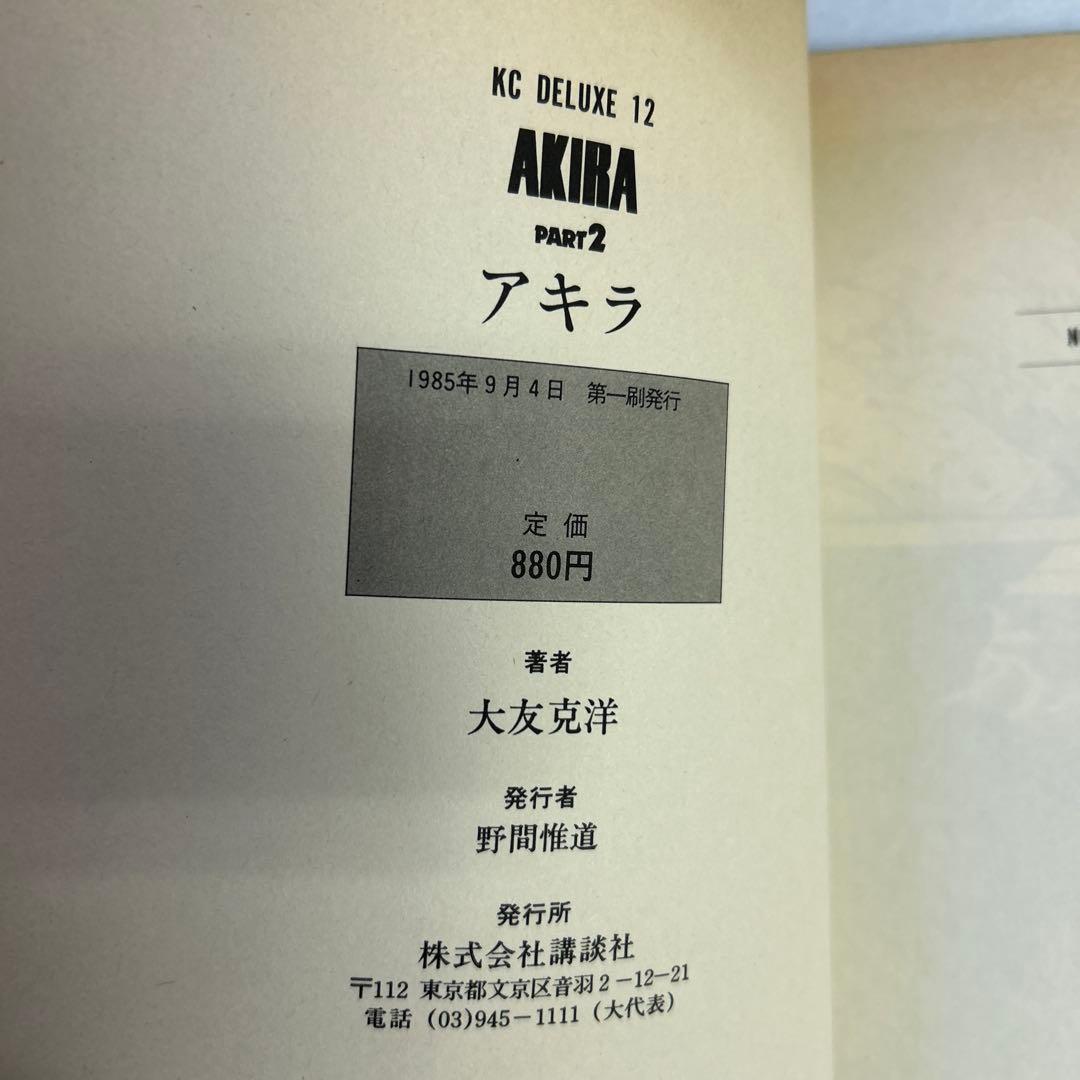 KC DELUXE 12
AKIRA
PART2
アキラ
1985年9月4日 第一刷発行
定価
880円
著者
大友克洋
発行者
野間惟道
発行所
株式会社講談社
〒112 東京都文京区音羽2-12-21
電話 (03)945-1111 (大代表)